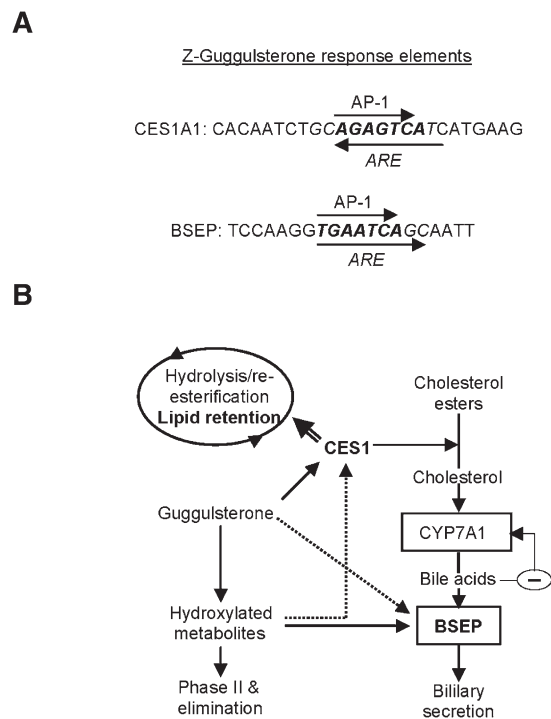 A
Z-Guggulsterone response elements
AP-1
CES1A1: CACAATCTGCAGAGTCATCATGAAG
ARE
AP-1
BSEP: TCCAAGGTGAATCAGCAATT
ARE
B
Hydrolysis/re-
esterification
Lipid retention
Cholesterol
esters
CES1
Cholesterol
Guggulsterone
CYP7A1
Bile acids
−
Hydroxylated
metabolites
BSEP
Phase II &
elimination
Bililary
secretion